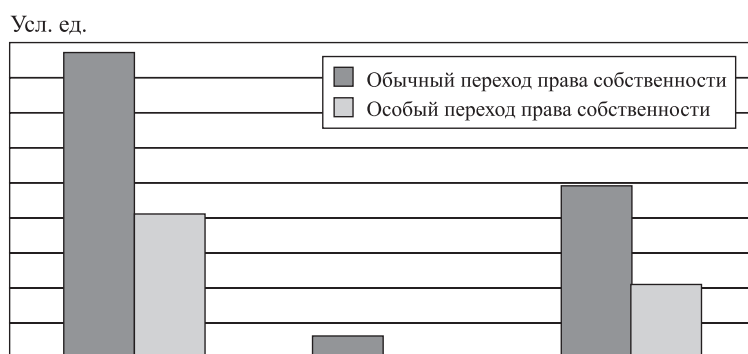 Усл. ед.
Обычный переход права собственности
Особый переход права собственности